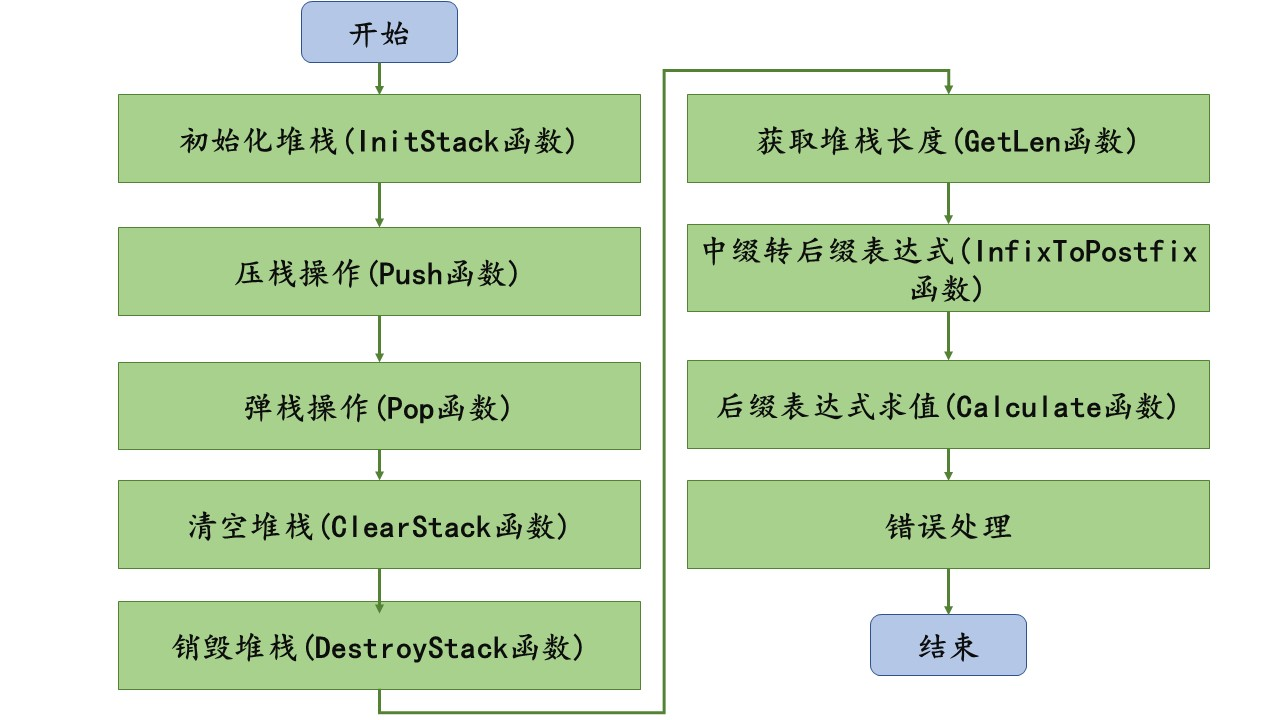 开始
初始化堆栈(InitStack函数)
压栈操作(Push函数)
弹栈操作(Pop函数)
清空堆栈(ClearStack函数)
销毁堆栈(DestroyStack函数)
获取堆栈长度(GetLen函数)
中缀转后缀表达式(InfixToPostfix
函数)
后缀表达式求值(Calculate函数)
错误处理
结束